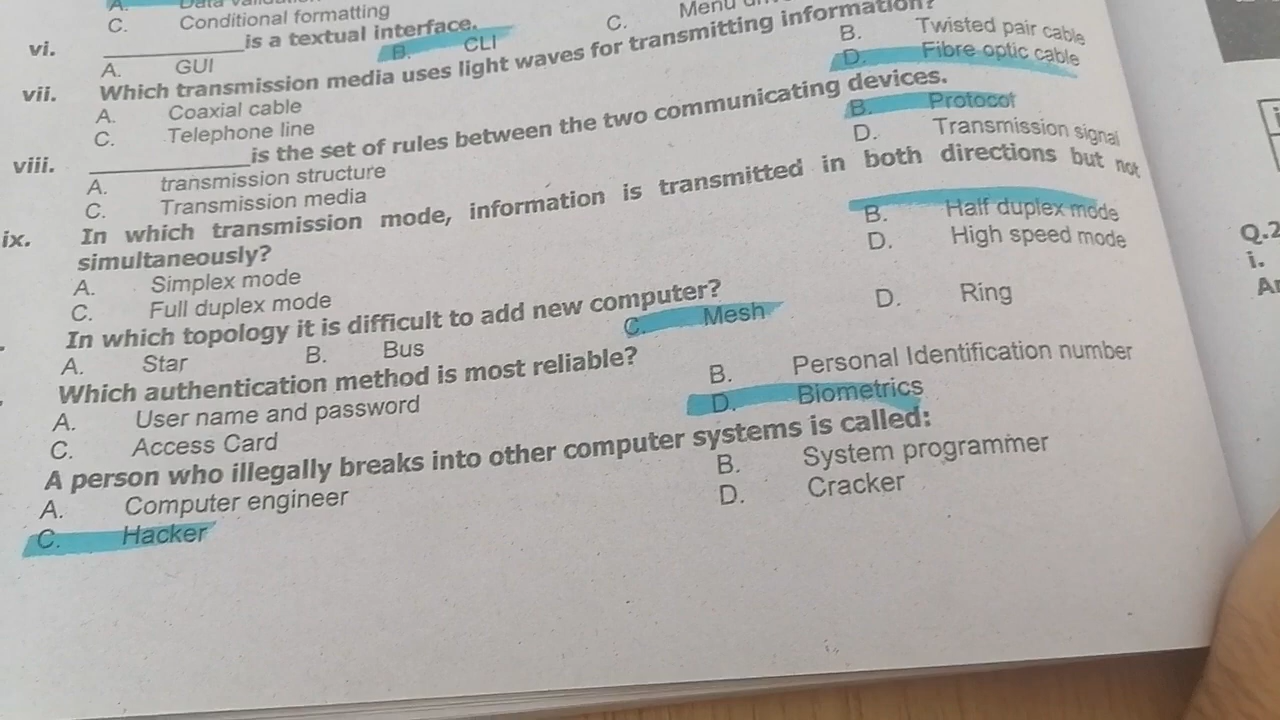 A. Data
C. Conditional formatting
vi. ____________is a textual interface.
A. GUI B. CLI C. Menu
vii. Which transmission media uses light waves for transmitting information?
A. Coaxial cable B. Twisted pair cable
C. Telephone line D. Fibre optic cable
viii. ____________is the set of rules between the two communicating devices.
A. transmission structure B. Protocol
C. Transmission media D. Transmission signal
ix. In which transmission mode, information is transmitted in both directions but not
simultaneously?
A. Simplex mode B. Half duplex mode
C. Full duplex mode D. High speed mode
In which topology it is difficult to add new computer?
A. Star B. Bus C. Mesh D. Ring
Which authentication method is most reliable?
A. User name and password B. Personal Identification number
C. Access Card D. Biometrics
A person who illegally breaks into other computer systems is called:
A. Computer engineer B. System programmer
C. Hacker D. Cracker
Q.2
i.